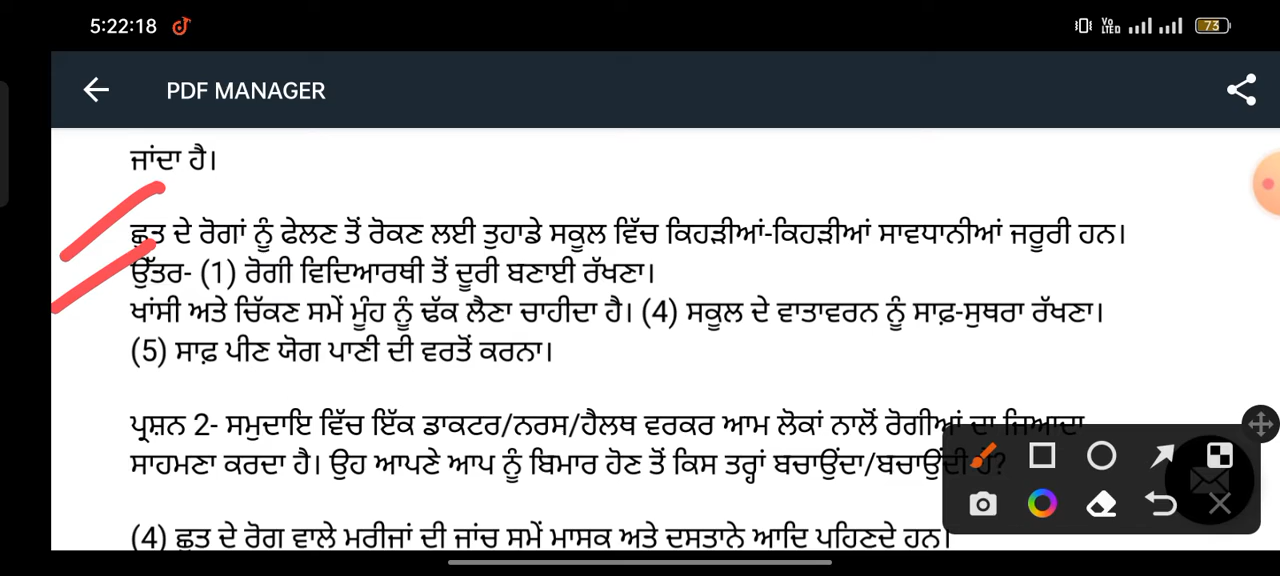 5:22:18
Vo
LTED
73
PDF MANAGER
ਜਾਂਦਾ ਹੈ।
ਛੂਤ ਦੇ ਰੋਗਾਂ ਨੂੰ ਫੇਲਣ ਤੋਂ ਰੋਕਣ ਲਈ ਤੁਹਾਡੇ ਸਕੂਲ ਵਿੱਚ ਕਿਹੜੀਆਂ-ਕਿਹੜੀਆਂ ਸਾਵਧਾਨੀਆਂ ਜਰੂਰੀ ਹਨ।
ਉੱਤਰ- (1) ਰੋਗੀ ਵਿਦਿਆਰਥੀ ਤੋਂ ਦੂਰੀ ਬਣਾਈ ਰੱਖਣਾ।
ਖਾਂਸੀ ਅਤੇ ਚਿੱਕਣ ਸਮੇਂ ਮੂੰਹ ਨੂੰ ਢੱਕ ਲੈਣਾ ਚਾਹੀਦਾ ਹੈ। (4) ਸਕੂਲ ਦੇ ਵਾਤਾਵਰਨ ਨੂੰ ਸਾਫ਼-ਸੁਥਰਾ ਰੱਖਣਾ।
(5) ਸਾਫ਼ ਪੀਣ ਯੋਗ ਪਾਣੀ ਦੀ ਵਰਤੋਂ ਕਰਨਾ।
ਪ੍ਰਸ਼ਨ 2- ਸਮੁਦਾਇ ਵਿੱਚ ਇੱਕ ਡਾਕਟਰ/ਨਰਸ/ਹੈਲਥ ਵਰਕਰ ਆਮ ਲੋਕਾਂ ਨਾਲੋਂ ਰੋਗੀਆਂ ਦਾ ਜਿਆਦਾ
ਸਾਹਮਣਾ ਕਰਦਾ ਹੈ। ਉਹ ਆਪਣੇ ਆਪ ਨੂੰ ਬਿਮਾਰ ਹੋਣ ਤੋਂ ਕਿਸ ਤਰ੍ਹਾਂ ਬਚਾਉਂਦਾ/ਬਚਾਉਂਦੀ ਹੈ?
(4) ਛੂਤ ਦੇ ਰੋਗ ਵਾਲੇ ਮਰੀਜਾਂ ਦੀ ਜਾਂਚ ਸਮੇਂ ਮਾਸਕ ਅਤੇ ਦਸਤਾਨੇ ਆਦਿ ਪਹਿਣਦੇ ਹਨ।